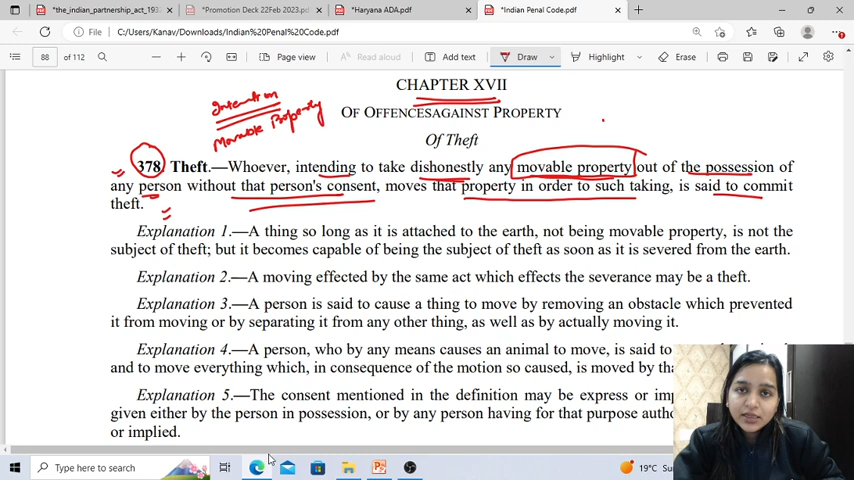 *the_indian_partnership_act_193
*Promotion Deck 22Feb 2023.pd
*Haryana ADA.pdf
*Indian Penal Code.pdf
File
C:/Users/Kanav/Downloads/Indian%20Penal%20Code.pdf
88 of 112
Page view
Read aloud
Add text
Draw
Highlight
Erase
CHAPTER XVII
Intention
Movable Property
OF OFFENCESAGAINST PROPERTY
Of Theft
378. Theft.—Whoever, intending to take dishonestly any movable property out of the possession of
any person without that person's consent, moves that property in order to such taking, is said to commit
theft.
Explanation 1.—A thing so long as it is attached to the earth, not being movable property, is not the
subject of theft; but it becomes capable of being the subject of theft as soon as it is severed from the earth.
Explanation 2.—A moving effected by the same act which effects the severance may be a theft.
Explanation 3.—A person is said to cause a thing to move by removing an obstacle which prevented
it from moving or by separating it from any other thing, as well as by actually moving it.
Explanation 4.—A person, who by any means causes an animal to move, is said to
and to move everything which, in consequence of the motion so caused, is moved by tha
Explanation 5.—The consent mentioned in the definition may be express or imp
given either by the person in possession, or by any person having for that purpose autho
or implied.
Type here to search
19°C Su